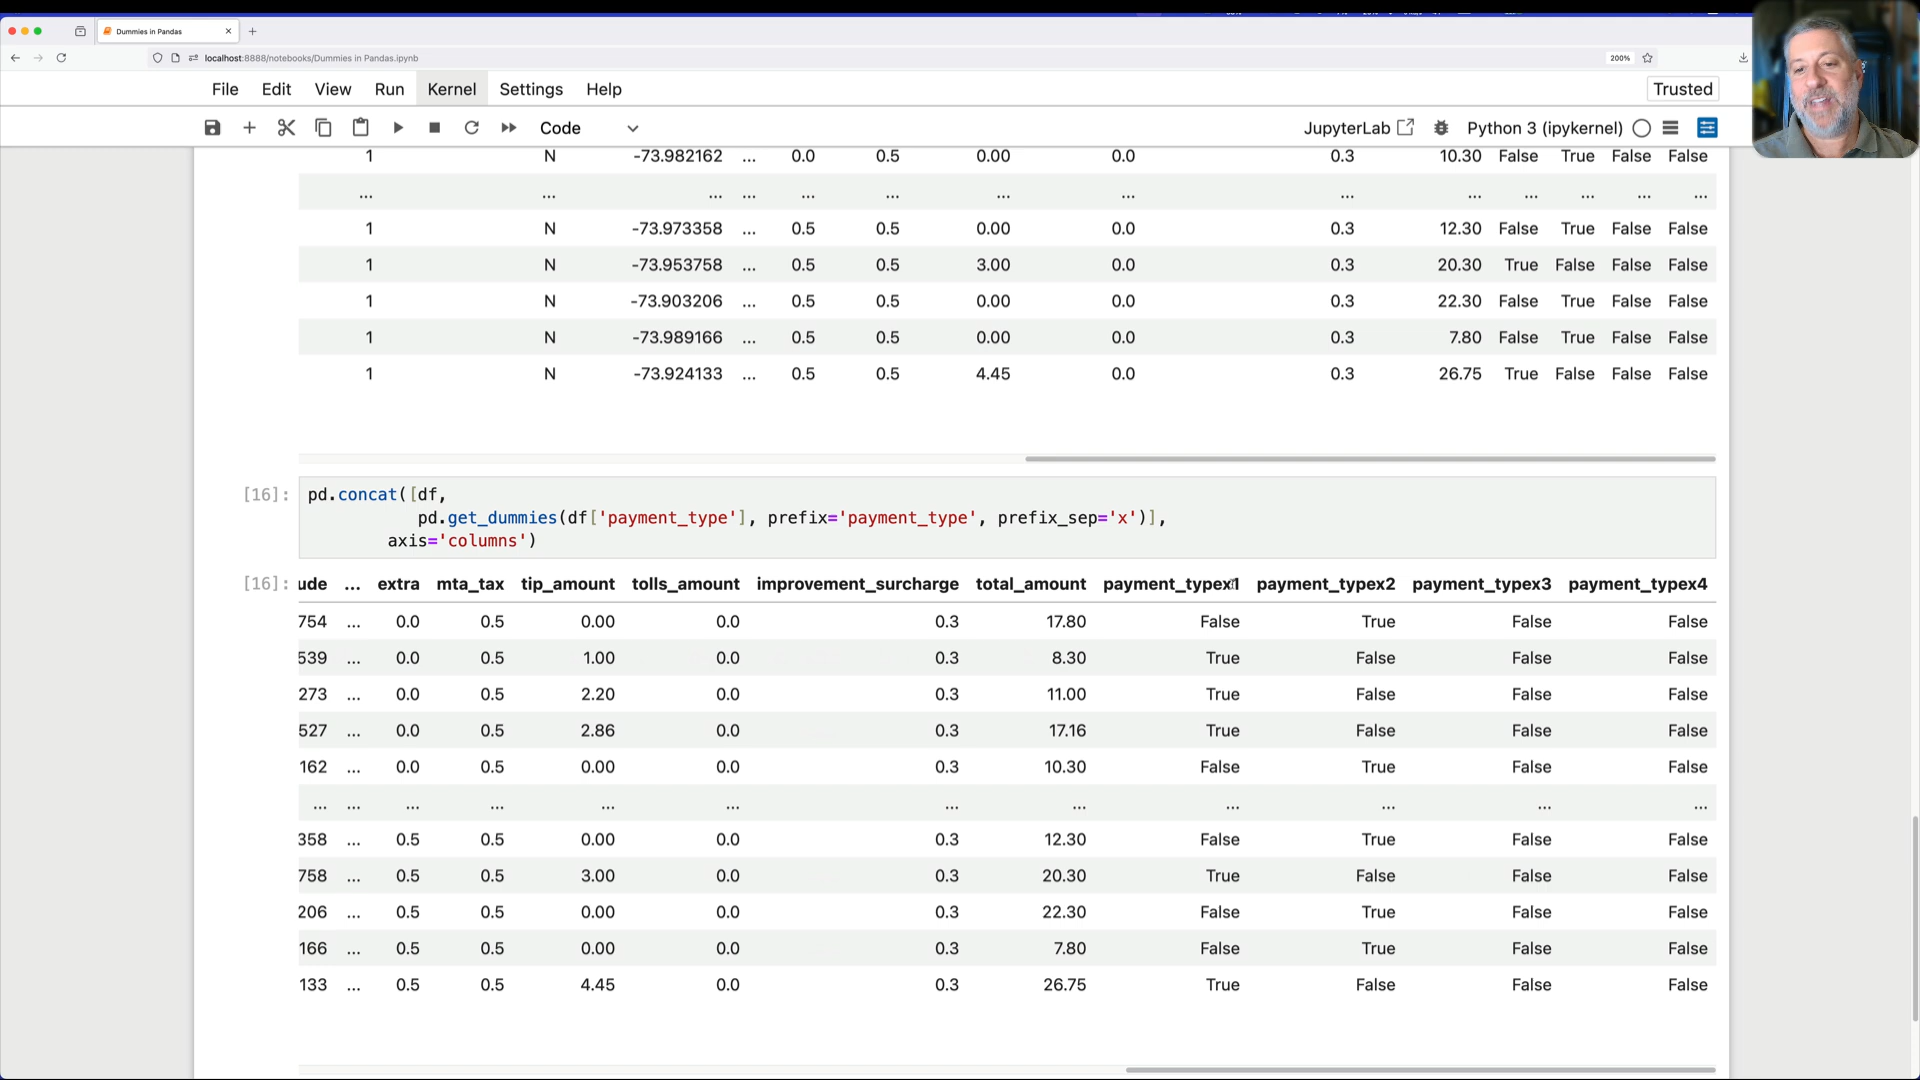 Dummies in Pandas
localhost:8888/notebooks/Dummies in Pandas.ipynb
200%
File Edit View Run Kernel Settings Help
Trusted
Code
JupyterLab
Python 3 (ipykernel)
1 N -73.982162 ... 0.0 0.5 0.00 0.0 0.3 10.30 False True False False
... ... ... ... ... ... ... ... ... ... ... ... ... ...
1 N -73.973358 ... 0.5 0.5 0.00 0.0 0.3 12.30 False True False False
1 N -73.953758 ... 0.5 0.5 3.00 0.0 0.3 20.30 True False False False
1 N -73.903206 ... 0.5 0.5 0.00 0.0 0.3 22.30 False True False False
1 N -73.989166 ... 0.5 0.5 0.00 0.0 0.3 7.80 False True False False
1 N -73.924133 ... 0.5 0.5 4.45 0.0 0.3 26.75 True False False False
[16]: pd.concat([df,
pd.get_dummies(df['payment_type'], prefix='payment_type', prefix_sep='x')],
axis='columns')
[16]: ude ... extra mta_tax tip_amount tolls_amount improvement_surcharge total_amount payment_typex1 payment_typex2 payment_typex3 payment_typex4
754 ... 0.0 0.5 0.00 0.0 0.3 17.80 False True False False
539 ... 0.0 0.5 1.00 0.0 0.3 8.30 True False False False
273 ... 0.0 0.5 2.20 0.0 0.3 11.00 True False False False
527 ... 0.0 0.5 2.86 0.0 0.3 17.16 True False False False
162 ... 0.0 0.5 0.00 0.0 0.3 10.30 False True False False
... ... ... ... ... ... ... ... ... ... ... ...
358 ... 0.5 0.5 0.00 0.0 0.3 12.30 False True False False
758 ... 0.5 0.5 3.00 0.0 0.3 20.30 True False False False
206 ... 0.5 0.5 0.00 0.0 0.3 22.30 False True False False
166 ... 0.5 0.5 0.00 0.0 0.3 7.80 False True False False
133 ... 0.5 0.5 4.45 0.0 0.3 26.75 True False False False